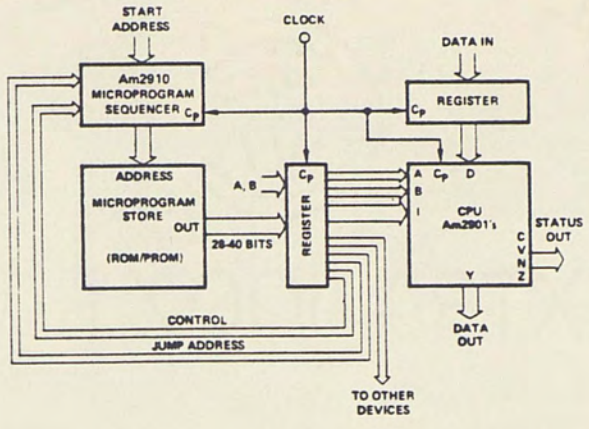 START
ADDRESS
CLOCK
DATA IN
Am2910
MICROPROGRAM
SEQUENCER
Cp
Cp
REGISTER
ADDRESS
MICROPROGRAM
STORE
OUT
(ROM/PROM)
A, B
28-40 BITS
Cp
REGISTER
A
Cp
D
B
I
CPU
Am2901's
C
V
N
Z
Y
STATUS
OUT
DATA
OUT
CONTROL
JUMP ADDRESS
TO OTHER
DEVICES